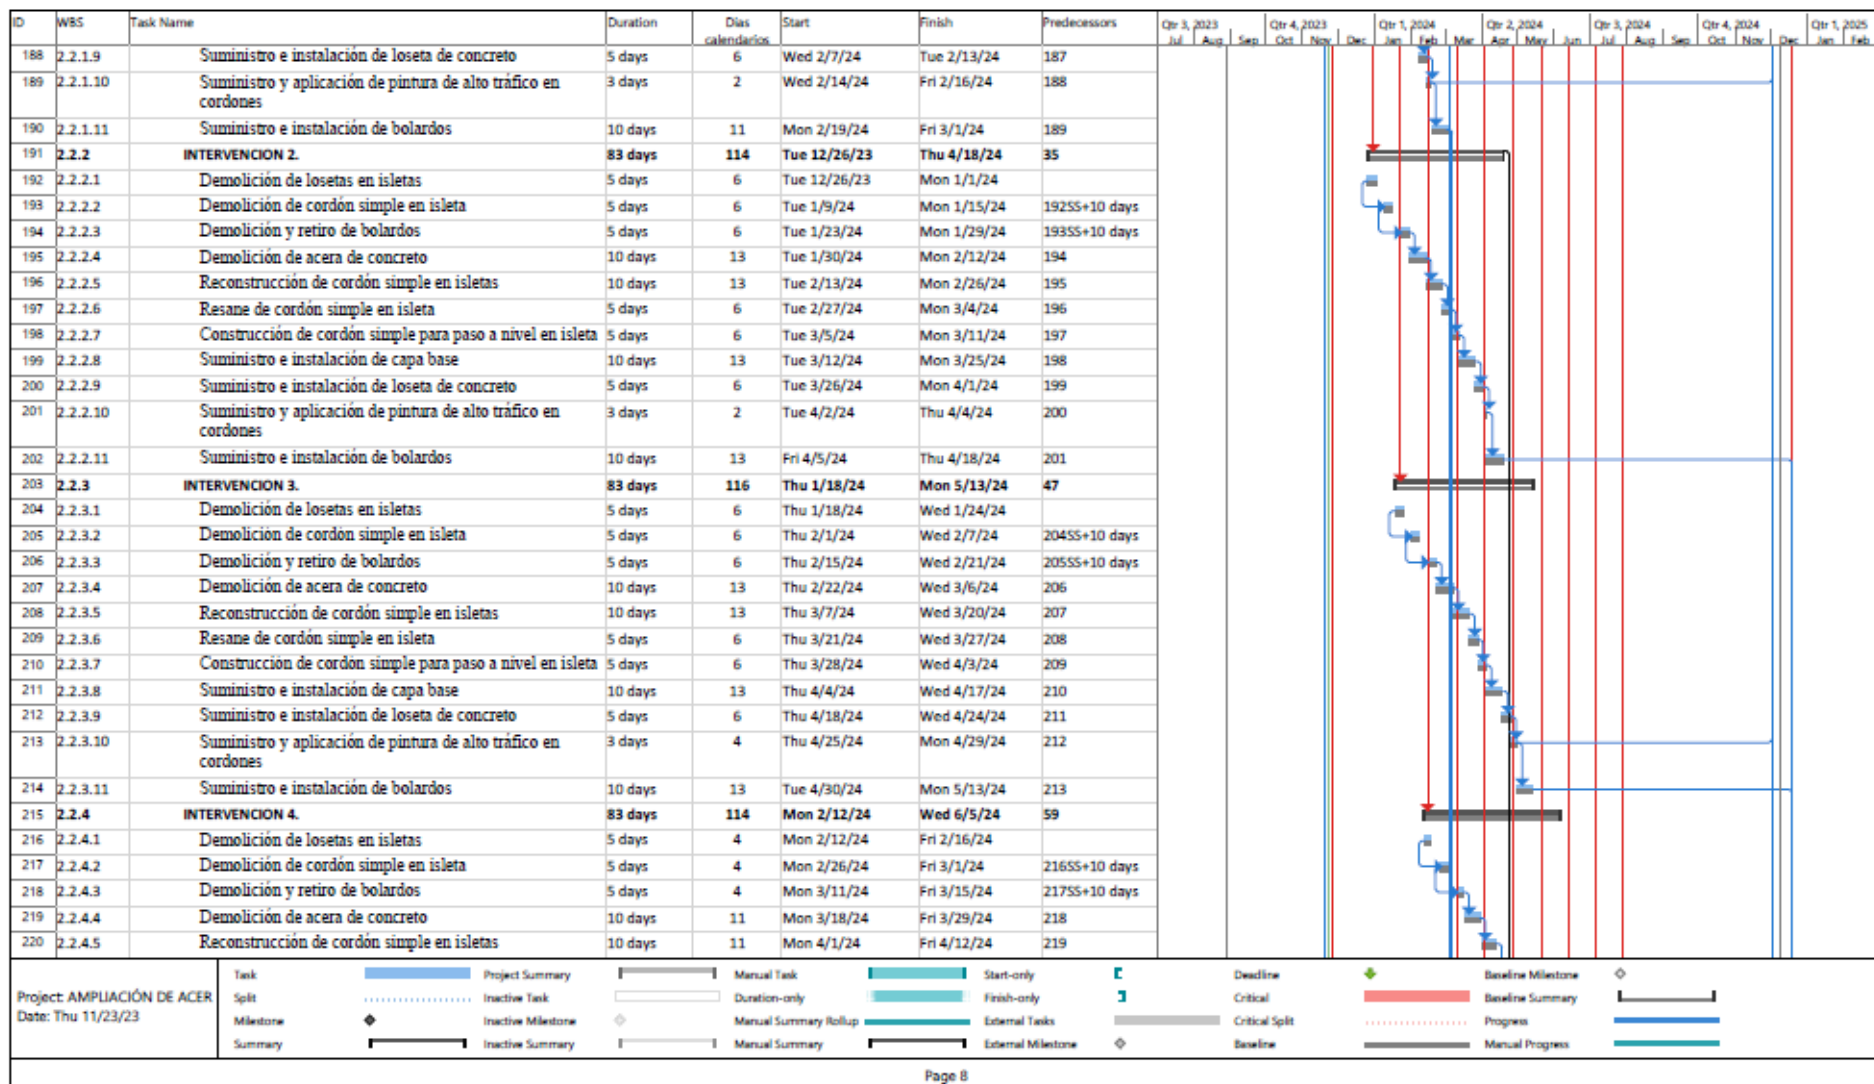 ID WBS Task Name Duration Dias Start Finish Predecessors Qtr 3, 2023 Qtr 4, 2023 Qtr 1, 2024 Qtr 2, 2024 Qtr 3, 2024 Qtr 4, 2024 Qtr 1, 2025
calendarios Jul Aug Sep Oct Nov Dec Jan Feb Mar Apr May Jun Jul Aug Sep Oct Nov Dec Jan Feb
188 2.2.1.9 Suministro e instalación de loseta de concreto 5 days 6 Wed 2/7/24 Tue 2/13/24 187
189 2.2.1.10 Suministro y aplicación de pintura de alto tráfico en 3 days 2 Wed 2/14/24 Fri 2/16/24 188
cordones
190 2.2.1.11 Suministro e instalación de bolardos 10 days 11 Mon 2/19/24 Fri 3/1/24 189
191 2.2.2 INTERVENCION 2. 83 days 114 Tue 12/26/23 Thu 4/18/24 35
192 2.2.2.1 Demolición de losetas en isletas 5 days 6 Tue 12/26/23 Mon 1/1/24
193 2.2.2.2 Demolición de cordón simple en isleta 5 days 6 Tue 1/9/24 Mon 1/15/24 192SS+10 days
194 2.2.2.3 Demolición y retiro de bolardos 5 days 6 Tue 1/23/24 Mon 1/29/24 193SS+10 days
195 2.2.2.4 Demolición de acera de concreto 10 days 13 Tue 1/30/24 Mon 2/12/24 194
196 2.2.2.5 Reconstrucción de cordón simple en isletas 10 days 13 Tue 2/13/24 Mon 2/26/24 195
197 2.2.2.6 Resane de cordón simple en isleta 5 days 6 Tue 2/27/24 Mon 3/4/24 196
198 2.2.2.7 Construcción de cordón simple para paso a nivel en isleta 5 days 6 Tue 3/5/24 Mon 3/11/24 197
199 2.2.2.8 Suministro e instalación de capa base 10 days 13 Tue 3/12/24 Mon 3/25/24 198
200 2.2.2.9 Suministro e instalación de loseta de concreto 5 days 6 Tue 3/26/24 Mon 4/1/24 199
201 2.2.2.10 Suministro y aplicación de pintura de alto tráfico en 3 days 2 Tue 4/2/24 Thu 4/4/24 200
cordones
202 2.2.2.11 Suministro e instalación de bolardos 10 days 13 Fri 4/5/24 Thu 4/18/24 201
203 2.2.3 INTERVENCION 3. 83 days 116 Thu 1/18/24 Mon 5/13/24 47
204 2.2.3.1 Demolición de losetas en isletas 5 days 6 Thu 1/18/24 Wed 1/24/24
205 2.2.3.2 Demolición de cordón simple en isleta 5 days 6 Thu 2/1/24 Wed 2/7/24 204SS+10 days
206 2.2.3.3 Demolición y retiro de bolardos 5 days 6 Thu 2/15/24 Wed 2/21/24 205SS+10 days
207 2.2.3.4 Demolición de acera de concreto 10 days 13 Thu 2/22/24 Wed 3/6/24 206
208 2.2.3.5 Reconstrucción de cordón simple en isletas 10 days 13 Thu 3/7/24 Wed 3/20/24 207
209 2.2.3.6 Resane de cordón simple en isleta 5 days 6 Thu 3/21/24 Wed 3/27/24 208
210 2.2.3.7 Construcción de cordón simple para paso a nivel en isleta 5 days 6 Thu 3/28/24 Wed 4/3/24 209
211 2.2.3.8 Suministro e instalación de capa base 10 days 13 Thu 4/4/24 Wed 4/17/24 210
212 2.2.3.9 Suministro e instalación de loseta de concreto 5 days 6 Thu 4/18/24 Wed 4/24/24 211
213 2.2.3.10 Suministro y aplicación de pintura de alto tráfico en 3 days 4 Thu 4/25/24 Mon 4/29/24 212
cordones
214 2.2.3.11 Suministro e instalación de bolardos 10 days 13 Tue 4/30/24 Mon 5/13/24 213
215 2.2.4 INTERVENCION 4. 83 days 114 Mon 2/12/24 Wed 6/5/24 59
216 2.2.4.1 Demolición de losetas en isletas 5 days 4 Mon 2/12/24 Fri 2/16/24
217 2.2.4.2 Demolición de cordón simple en isleta 5 days 4 Mon 2/26/24 Fri 3/1/24 216SS+10 days
218 2.2.4.3 Demolición y retiro de bolardos 5 days 4 Mon 3/11/24 Fri 3/15/24 217SS+10 days
219 2.2.4.4 Demolición de acera de concreto 10 days 11 Mon 3/18/24 Fri 3/29/24 218
220 2.2.4.5 Reconstrucción de cordón simple en isletas 10 days 11 Mon 4/1/24 Fri 4/12/24 219
Project: AMPLIACIÓN DE ACER
Date: Thu 11/23/23
Task Project Summary Manual Task Start-only Deadline Baseline Milestone
Split Inactive Task Duration-only Finish-only Critical Baseline Summary
Milestone Inactive Milestone Manual Summary Rollup External Tasks Critical Split Progress
Summary Inactive Summary Manual Summary External Milestone Baseline Manual Progress
Page 8